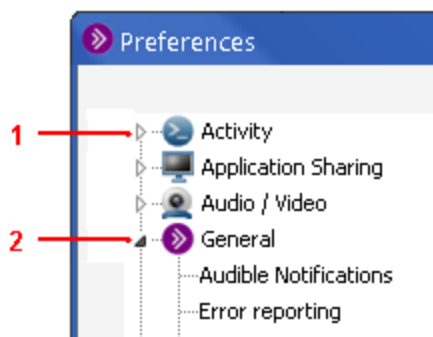 Preferences
1 Activity
Application Sharing
Audio / Video
2 General
Audible Notifications
Error reporting